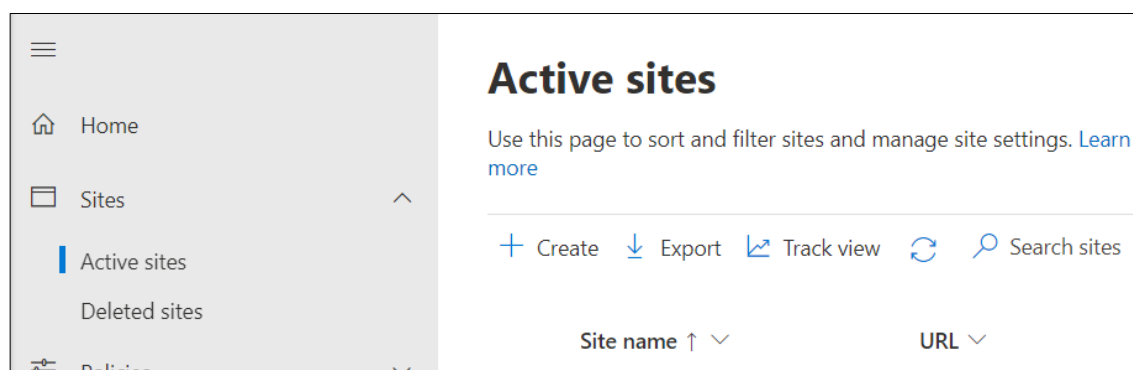 Home
Sites
Active sites
Deleted sites
Policies
Active sites
Use this page to sort and filter sites and manage site settings. Learn
more
Create Export Track view Search sites
Site name ↑ URL